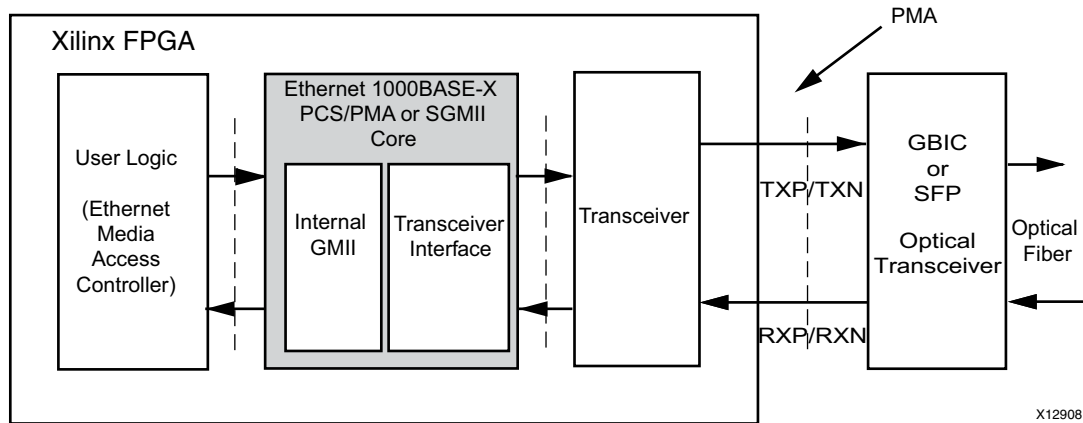 PMA
Xilinx FPGA
User Logic
(Ethernet
Media
Access
Controller)
Ethernet 1000BASE-X
PCS/PMA or SGMII
Core
Internal
GMII
Transceiver
Interface
Transceiver
TXP/TXN
RXP/RXN
GBIC
or
SFP
Optical
Transceiver
Optical
Fiber
X12908